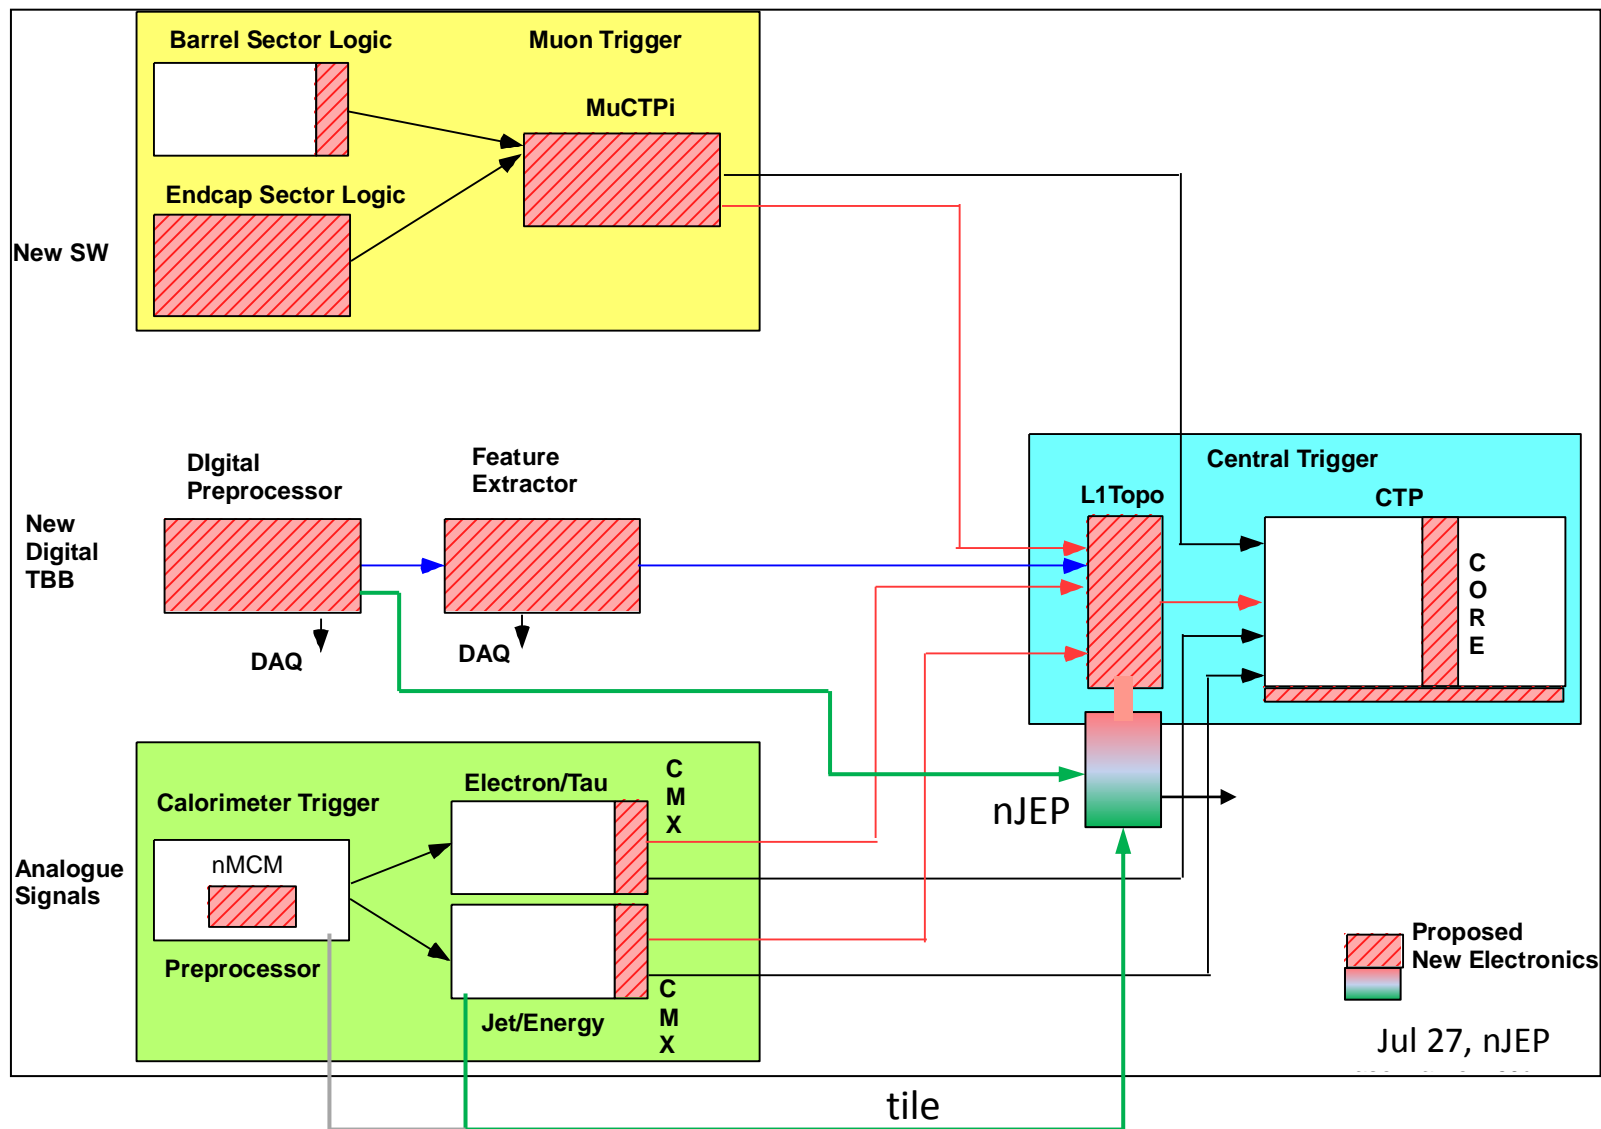 Barrel Sector Logic
Muon Trigger
MuCTPi
Endcap Sector Logic
New SW
DIgital
Preprocessor
Feature
Extractor
New
Digital
TBB
DAQ
DAQ
Central Trigger
L1Topo
CTP
C
O
R
E
nJEP
Calorimeter Trigger
Electron/Tau
C
M
X
Analogue
Signals
nMCM
Preprocessor
Jet/Energy
C
M
X
Proposed
New Electronics
Jul 27, nJEP
tile